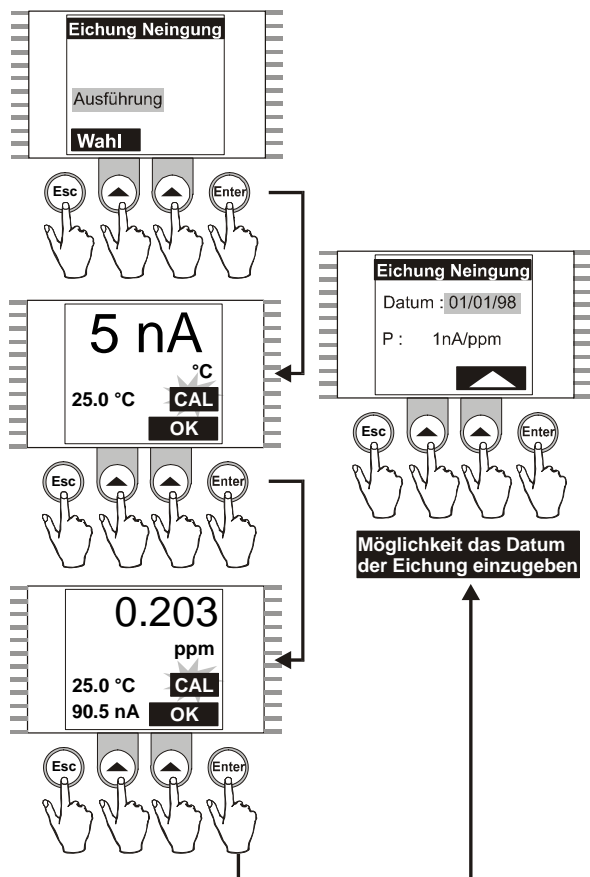 Eichung Neingung
Ausführung
Wahl
Esc
Enter
5 nA
°C
25.0 °C CAL
OK
Esc
Enter
0.203
ppm
25.0 °C CAL
90.5 nA OK
Esc
Enter
Eichung Neingung
Datum : 01/01/98
P : 1nA/ppm
Esc
Enter
Möglichkeit das Datum
der Eichung einzugeben